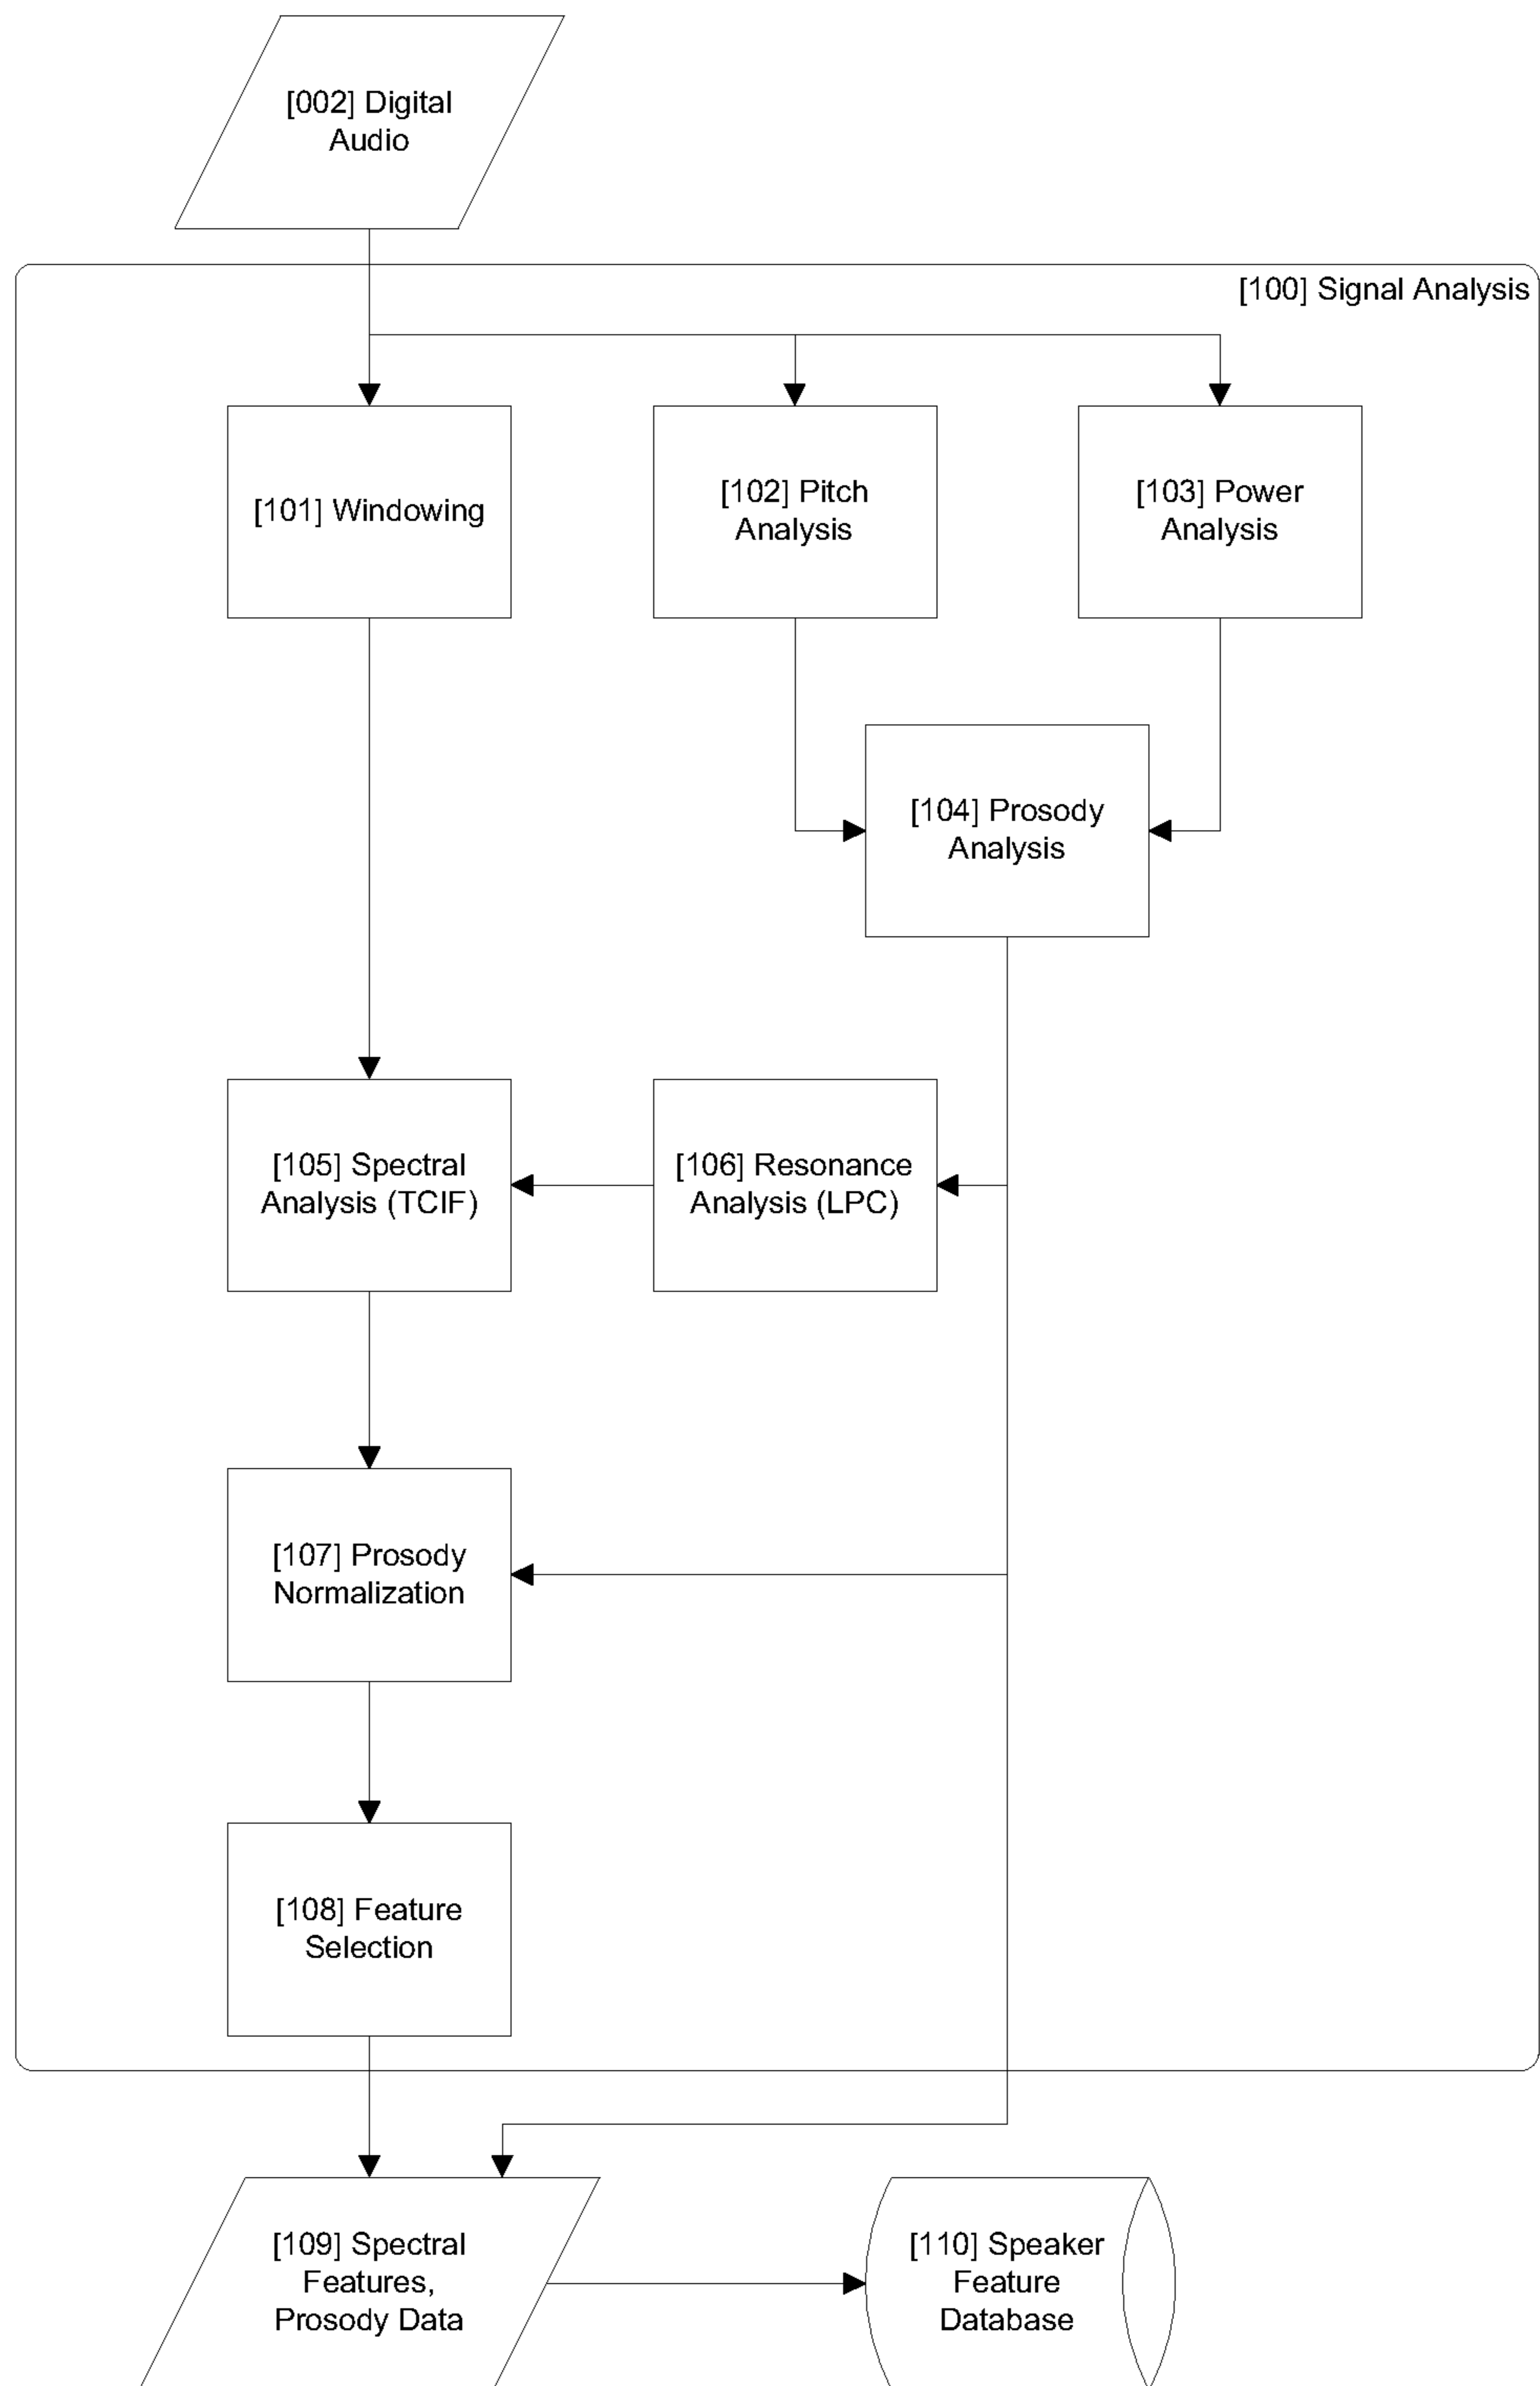 [002] Digital
Audio
[100] Signal Analysis
[101] Windowing
[102] Pitch
Analysis
[103] Power
Analysis
[104] Prosody
Analysis
[105] Spectral
Analysis (TCIF)
[106] Resonance
Analysis (LPC)
[107] Prosody
Normalization
[108] Feature
Selection
[109] Spectral
Features,
Prosody Data
[110] Speaker
Feature
Database